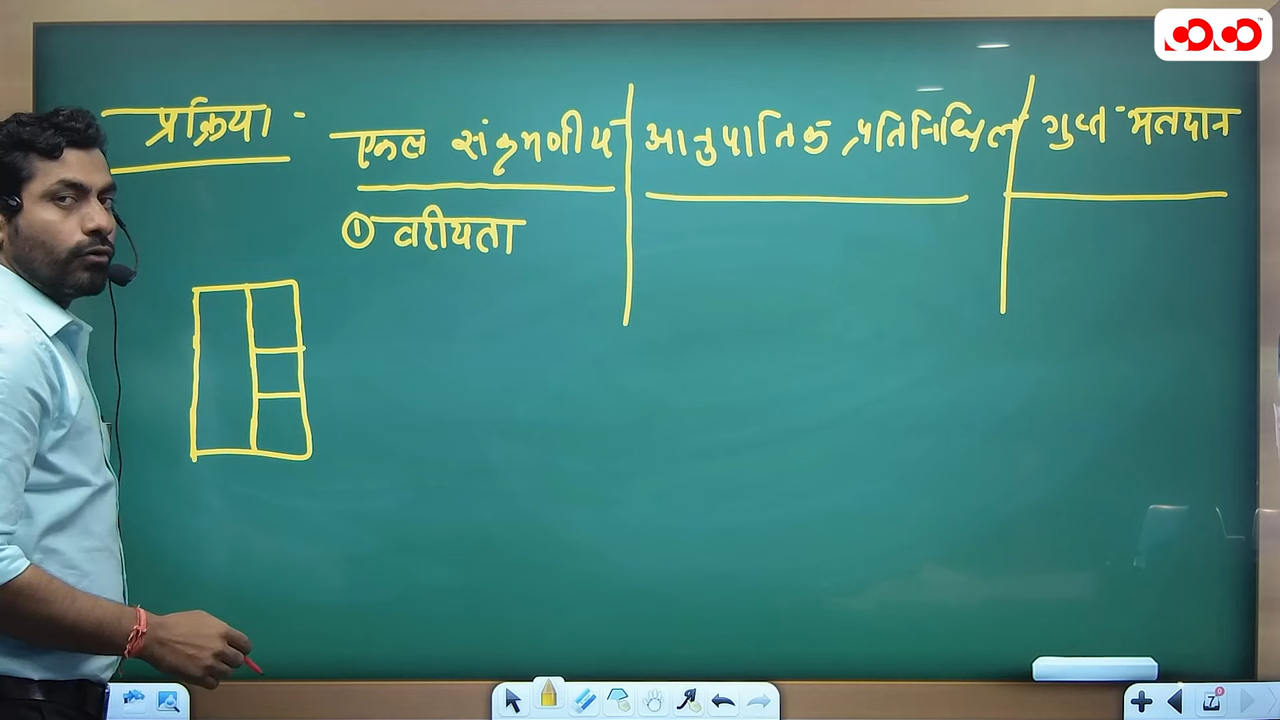 प्रक्रिया -
एकल संक्रमणीय
आनुपातिक प्रतिनिधित्व
गुप्त मतदान
① वरीयता